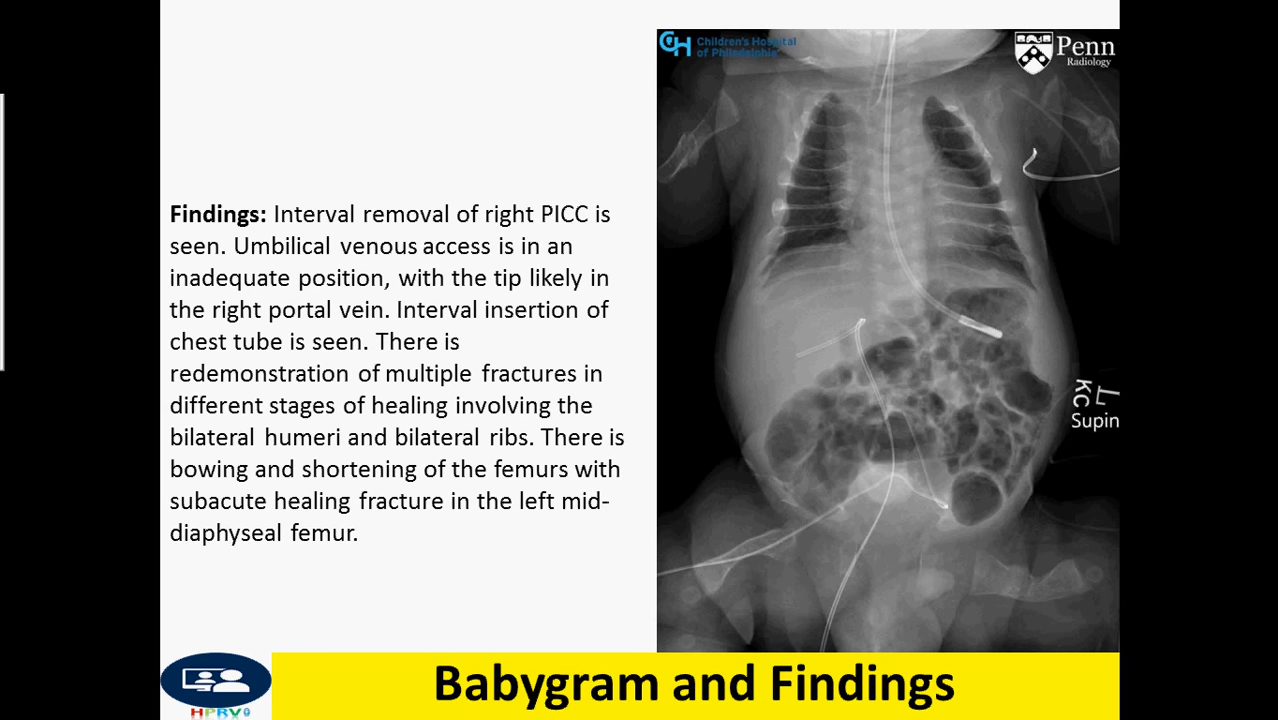 Children's Hospital
of Philadelphia
Penn
Radiology
Findings: Interval removal of right PICC is
seen. Umbilical venous access is in an
inadequate position, with the tip likely in
the right portal vein. Interval insertion of
chest tube is seen. There is
redemonstration of multiple fractures in
different stages of healing involving the
bilateral humeri and bilateral ribs. There is
bowing and shortening of the femurs with
subacute healing fracture in the left mid-
diaphyseal femur.
L
KC
Supin
Babygram and Findings
HPRV